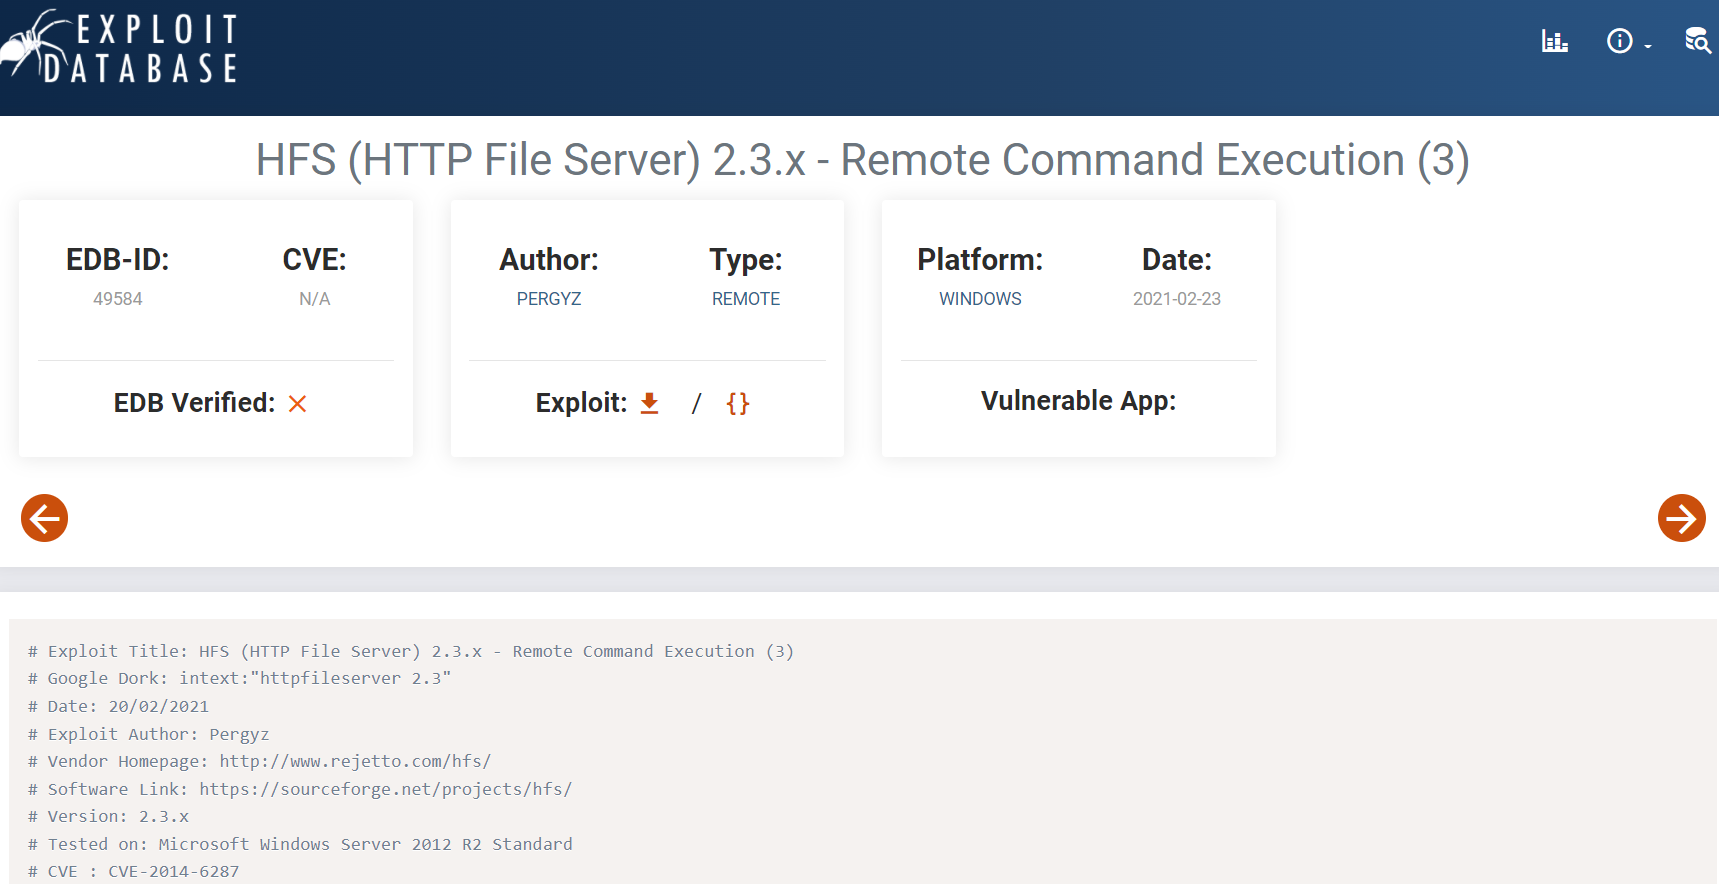 EXPLOIT
DATABASE
HFS (HTTP File Server) 2.3.x - Remote Command Execution (3)
EDB-ID:
49584
CVE:
N/A
EDB Verified:
Author:
PERGYZ
Type:
REMOTE
Exploit: / {}
Platform:
WINDOWS
Date:
2021-02-23
Vulnerable App:
# Exploit Title: HFS (HTTP File Server) 2.3.x - Remote Command Execution (3)
# Google Dork: intext:"httpfileserver 2.3"
# Date: 20/02/2021
# Exploit Author: Pergyz
# Vendor Homepage: http://www.rejetto.com/hfs/
# Software Link: https://sourceforge.net/projects/hfs/
# Version: 2.3.x
# Tested on: Microsoft Windows Server 2012 R2 Standard
# CVE : CVE-2014-6287